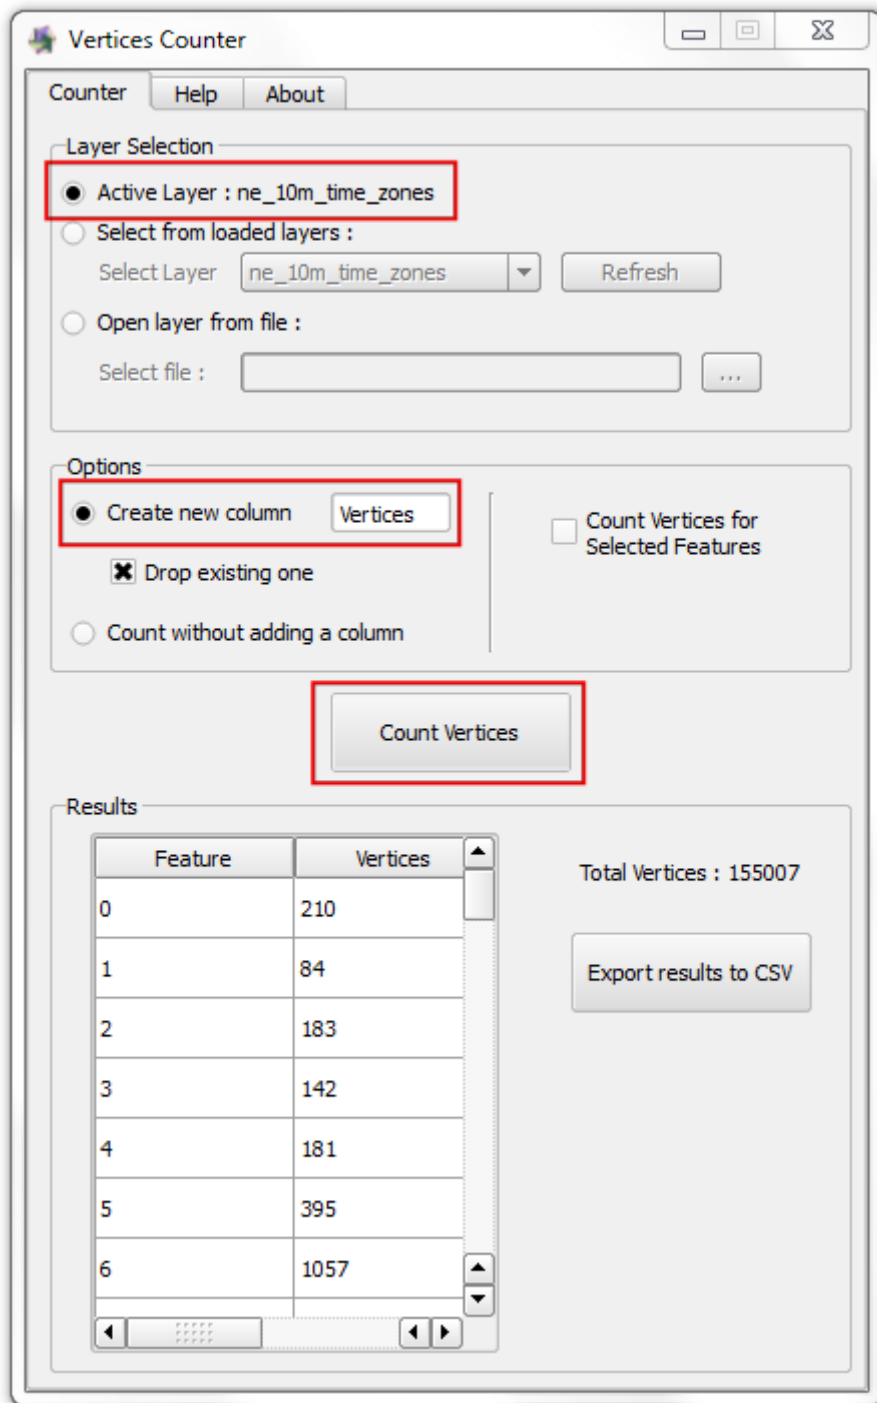 Vertices Counter
Counter Help About
Layer Selection
Active Layer : ne_10m_time_zones
Select from loaded layers :
Select Layer ne_10m_time_zones Refresh
Open layer from file :
Select file : ...
Options
Create new column Vertices
Count Vertices for
Selected Features
Drop existing one
Count without adding a column
Count Vertices
Results
Feature Vertices
Total Vertices : 155007
0 210
1 84
Export results to CSV
2 183
3 142
4 181
5 395
6 1057